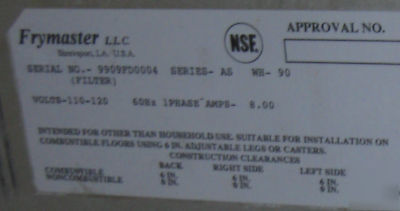 Frymaster L.L.C.
Shreveport, LA./U.S.A.
NSF.
APPROVAL NO.
SERIAL NO.- 9909FD0004 SERIES- AS WH- 90
(FILTER)
VOLTS-110-120 60Hz 1PHASE AMPS- 8.00
INTENDED FOR OTHER THAN HOUSEHOLD USE. SUITABLE FOR INSTALLATION ON
COMBUSTIBLE FLOORS USING 6 IN. ADJUSTABLE LEGS OR CASTERS.
CONSTRUCTION CLEARANCES
BACK RIGHT SIDE LEFT SIDE
COMBUSTIBLE 6 IN. 6 IN. 6 IN.
NONCOMBUSTIBLE 6 IN. 6 IN. 6 IN.